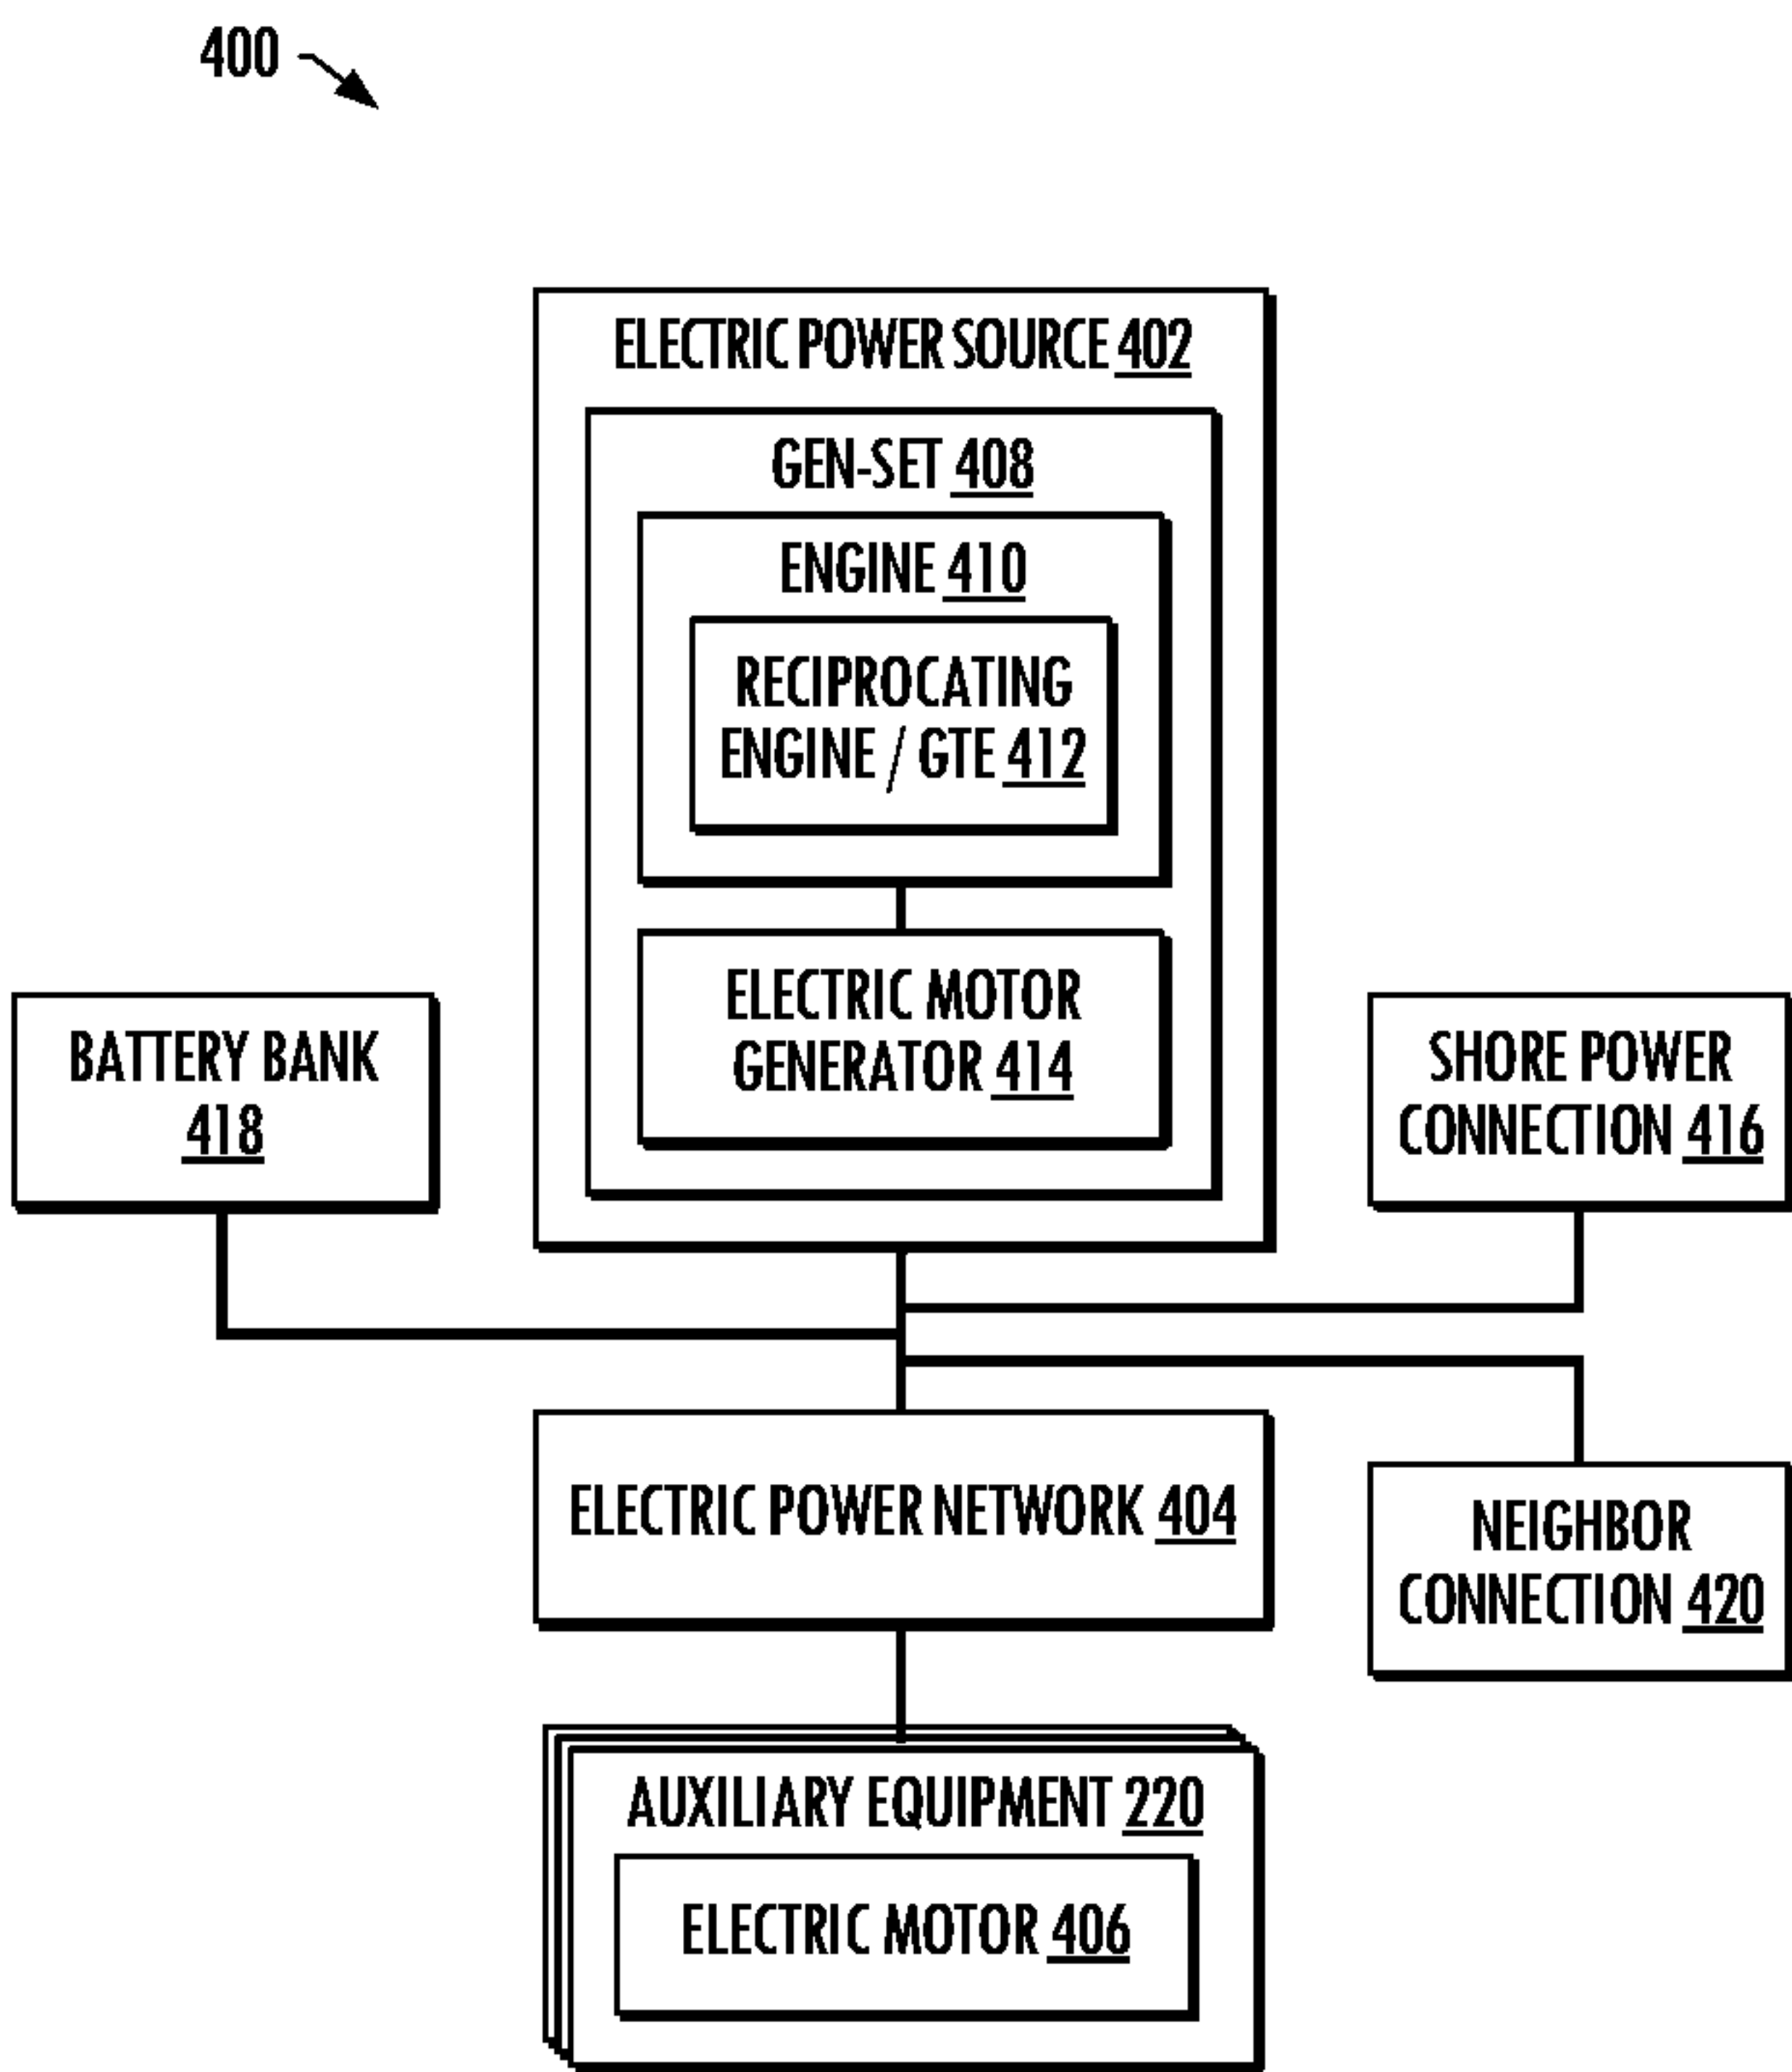 400
ELECTRIC POWER SOURCE 402
GEN-SET 408
ENGINE 410
RECIPROCATING
ENGINE / GTE 412
ELECTRIC MOTOR
GENERATOR 414
BATTERY BANK
418
SHORE POWER
CONNECTION 416
ELECTRIC POWER NETWORK 404
NEIGHBOR
CONNECTION 420
AUXILIARY EQUIPMENT 220
ELECTRIC MOTOR 406